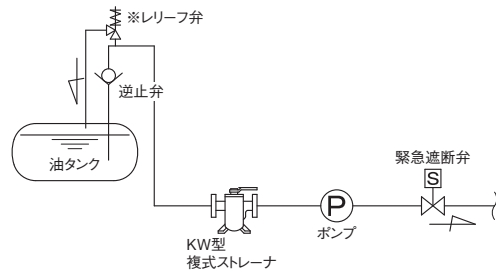 ※レリーフ弁
逆止弁
油タンク
緊急遮断弁
S
P
ポンプ
KW型
複式ストレーナ